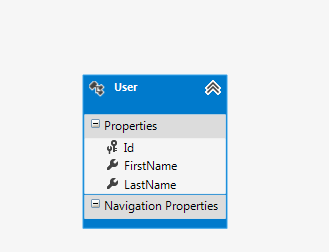 User
Properties
Id
FirstName
LastName
Navigation Properties